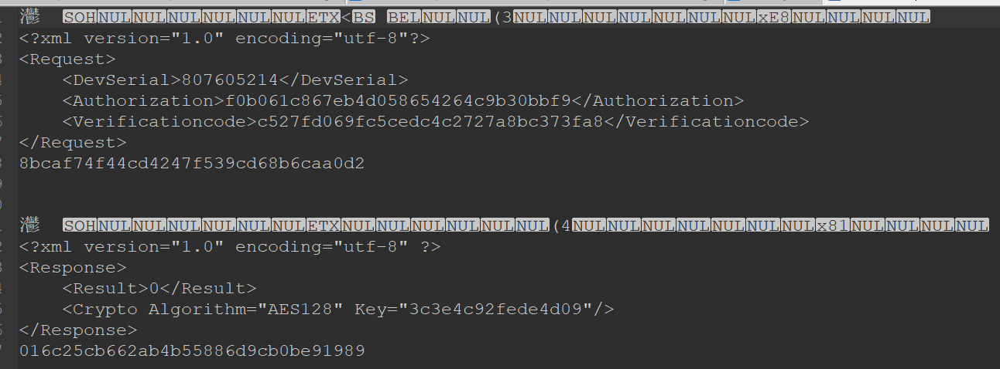 灪 SOHNULNULNULNULNULNULETX<BS BELNULNUL(3NULNULNULNULNULNULNULxE8NULNULNULNUL
<?xml version="1.0" encoding="utf-8"?>
<Request>
    <DevSerial>807605214</DevSerial>
    <Authorization>f0b061c867eb4d058654264c9b30bbf9</Authorization>
    <Verificationcode>c527fd069fc5cedc4c2727a8bc373fa8</Verificationcode>
</Request>
8bcaf74f44cd4247f539cd68b6caa0d2
灪 SOHNULNULNULNULNULNULETXNULNULNULNULNULNUL(4NULNULNULNULNULNULNULx81NULNULNULNUL
<?xml version="1.0" encoding="utf-8" ?>
<Response>
    <Result>0</Result>
    <Crypto Algorithm="AES128" Key="3c3e4c92fede4d09"/>
</Response>
016c25cb662ab4b55886d9cb0be91989